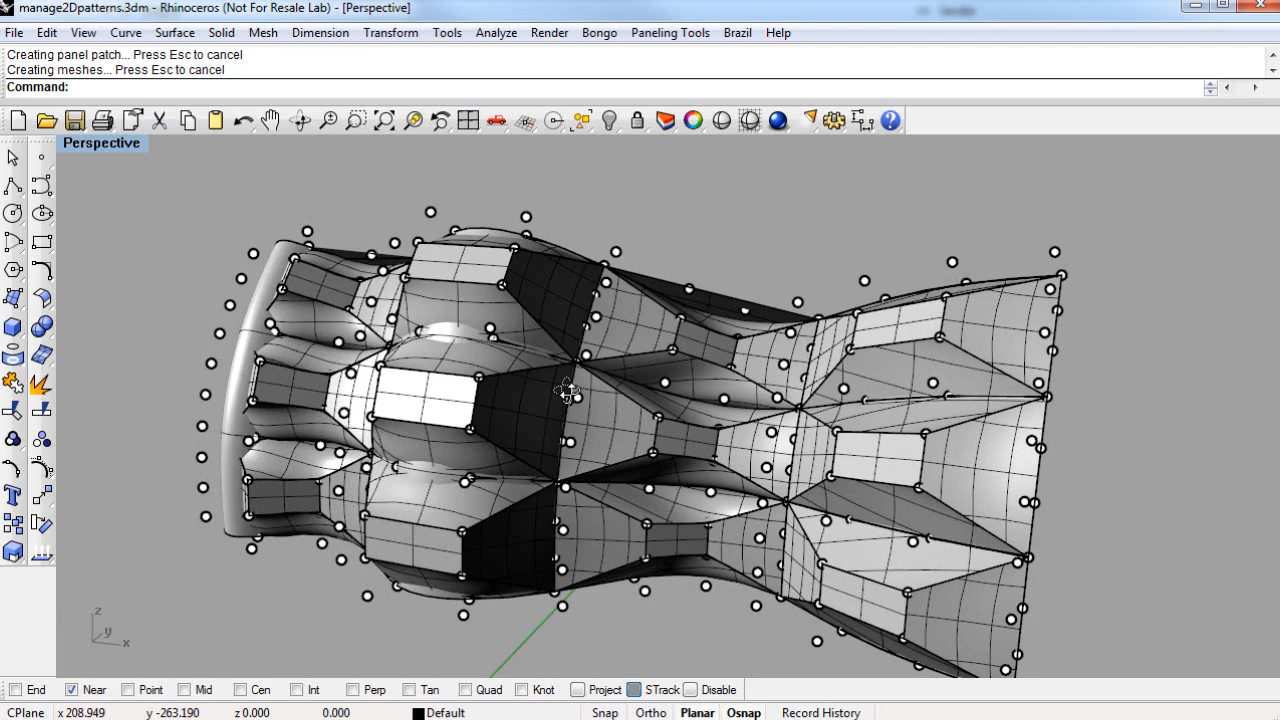 manage2Dpatterns.3dm - Rhinoceros (Not For Resale Lab) - [Perspective]
File Edit View Curve Surface Solid Mesh Dimension Transform Tools Analyze Render Bongo Paneling Tools Brazil Help
Creating panel patch... Press Esc to cancel
Creating meshes... Press Esc to cancel
Command:
Perspective
z
y
x
End Near Point Mid Cen Int Perp Tan Quad Knot Project STrack Disable
CPlane x 208.949 y -263.190 z 0.000 0.000 Default Snap Ortho Planar Osnap Record History